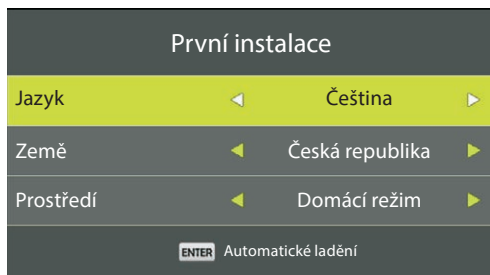 První instalace
Jazyk Čeština
Země Česká republika
Prostředí Domácí režim
ENTER Automatické ladění